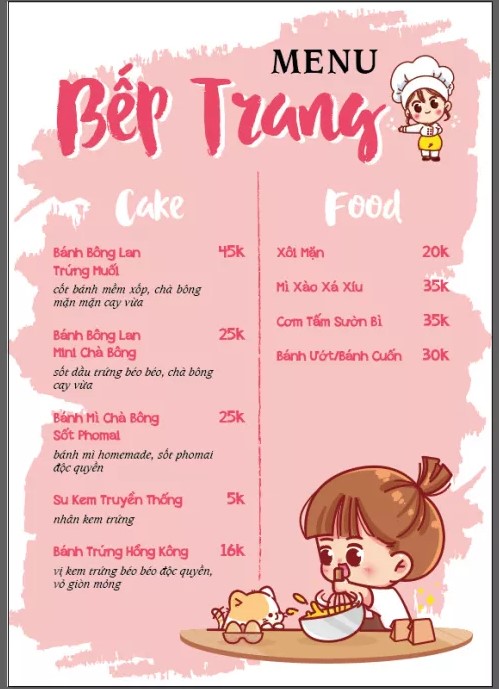 MENU
Bếp Trang
Cake
Bánh Bông Lan 45k
Trứng Muối
cốt bánh mềm xốp, chà bông
mặn mặn cay vừa
Bánh Bông Lan 25k
Mini Chà Bông
sốt dầu trứng béo béo, chà bông
cay vừa
Bánh Mì Chà Bông 25k
Sốt Phomai
bánh mì homemade, sốt phomai
độc quyền
Su Kem Truyền Thống 5k
nhân kem trứng
Bánh Trứng Hồng Kông 16k
vị kem trứng béo béo độc quyền,
vỏ giòn mỏng
Food
Xôi Mặn 20k
Mì Xào Xá Xíu 35k
Cơm Tấm Sườn Bì 35k
Bánh Ướt/Bánh Cuốn 30k